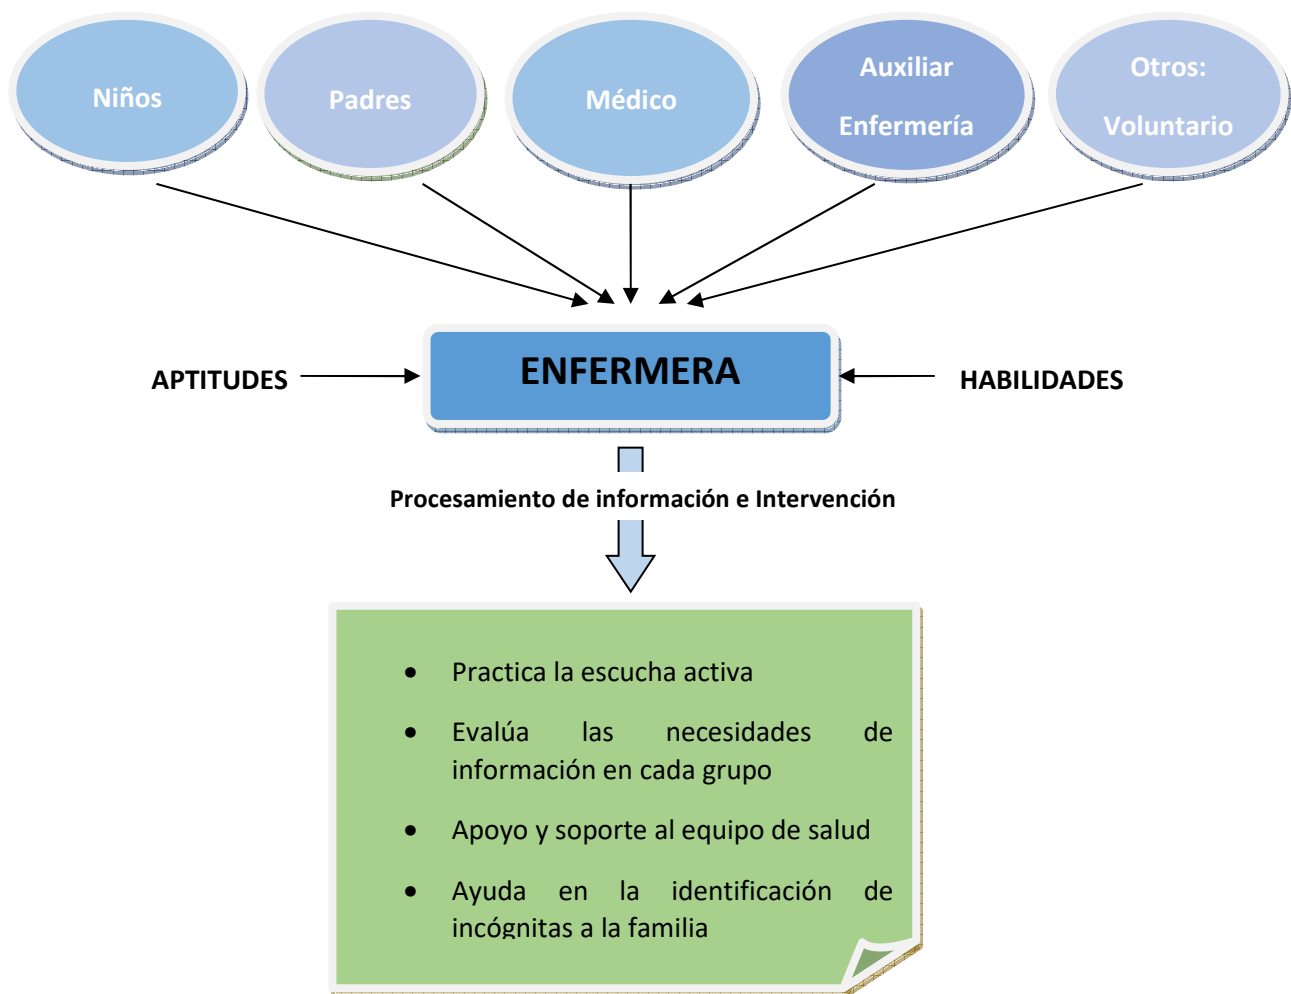 Niños
Padres
Médico
Auxiliar
Enfermería
Otros:
Voluntario
APTITUDES
ENFERMERA
HABILIDADES
Procesamiento de información e Intervención
• Practica la escucha activa
• Evalúa las necesidades de
información en cada grupo
• Apoyo y soporte al equipo de salud
• Ayuda en la identificación de
incógnitas a la familia